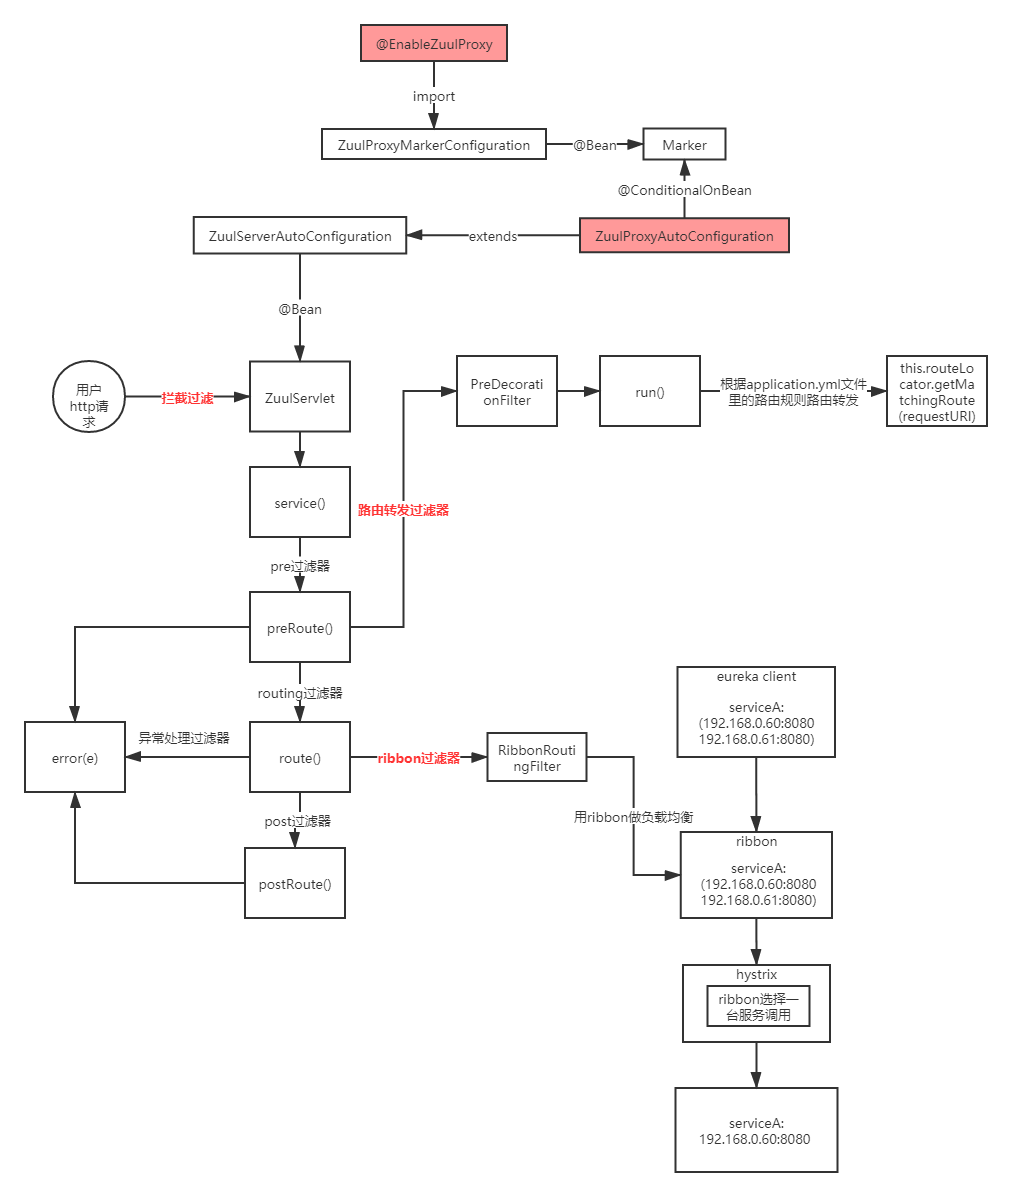 @EnableZuulProxy
import
ZuulProxyMarkerConfiguration
@Bean
Marker
@ConditionalOnBean
ZuulServerAutoConfiguration
extends
ZuulProxyAutoConfiguration
@Bean
用户
http请
求
拦截过滤
ZuulServlet
PreDecorati
onFilter
run()
根据application.yml文件
里的路由规则路由转发
this.routeLo
cator.getMa
tchingRoute
(requestURI)
service()
路由转发过滤器
pre过滤器
preRoute()
routing过滤器
异常处理过滤器
error(e)
route()
ribbon过滤器
RibbonRouti
ngFilter
eureka client
serviceA:
(192.168.0.60:8080
192.168.0.61:8080)
post过滤器
用ribbon做负载均衡
postRoute()
ribbon
serviceA:
(192.168.0.60:8080
192.168.0.61:8080)
hystrix
ribbon选择一
台服务调用
serviceA:
192.168.0.60:8080